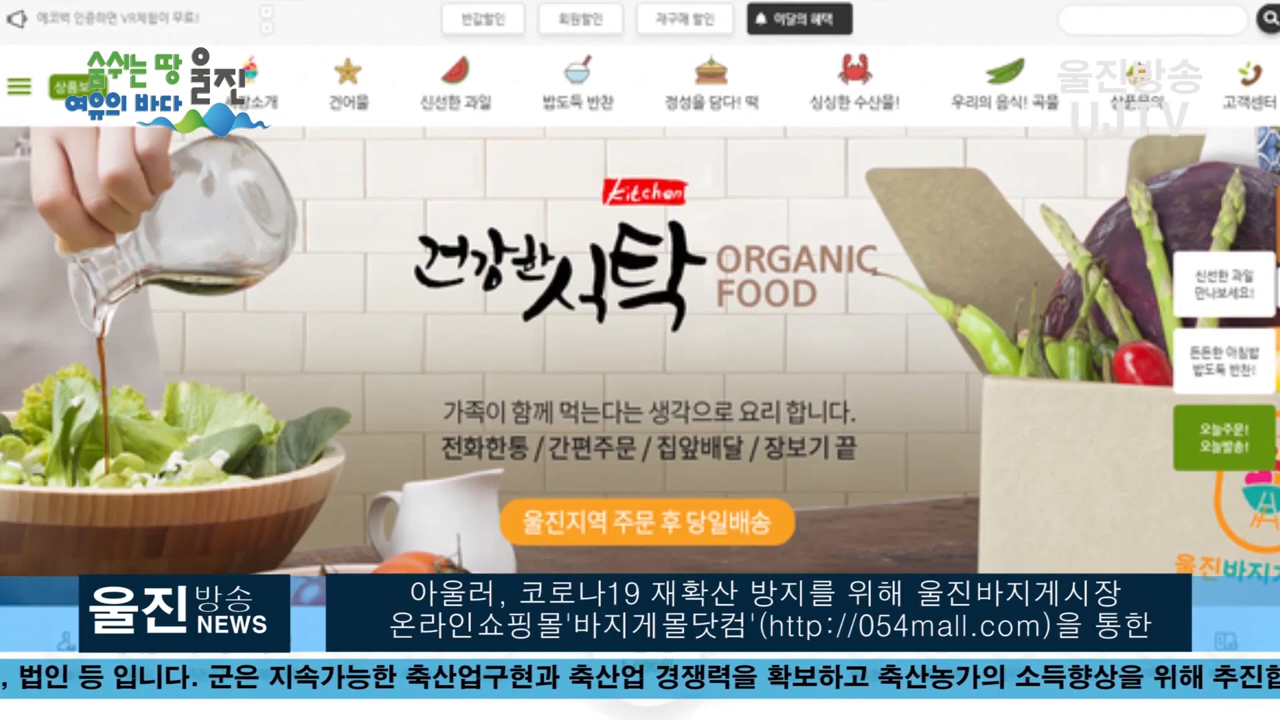 에코백 인증하면 VR체험이 무료!
반값할인
회원할인
재구매 할인
이달의 혜택
숨쉬는 땅
여유의 바다
울진
건어물
신선한 과일
밥도둑 반찬
정성을 담다! 떡
싱싱한 수산물!
우리의 음식! 곡물
상품문의
고객센터
울진방송
UJTV
Kitchen
건강한 식탁
ORGANIC
FOOD
신선한 과일
만나보세요!
든든한 아침밥
밥도둑 반찬!
오늘주문!
오늘발송!
가족이 함께 먹는다는 생각으로 요리 합니다.
전화한통 / 간편주문 / 집앞배달 / 장보기 끝
울진지역 주문 후 당일배송
울진바지게
울진방송
NEWS
아울러, 코로나19 재확산 방지를 위해 울진바지게시장
온라인쇼핑몰'바지게몰닷컴'(http://054mall.com)을 통한
, 법인 등 입니다. 군은 지속가능한 축산업구현과 축산업 경쟁력을 확보하고 축산농가의 소득향상을 위해 추진합